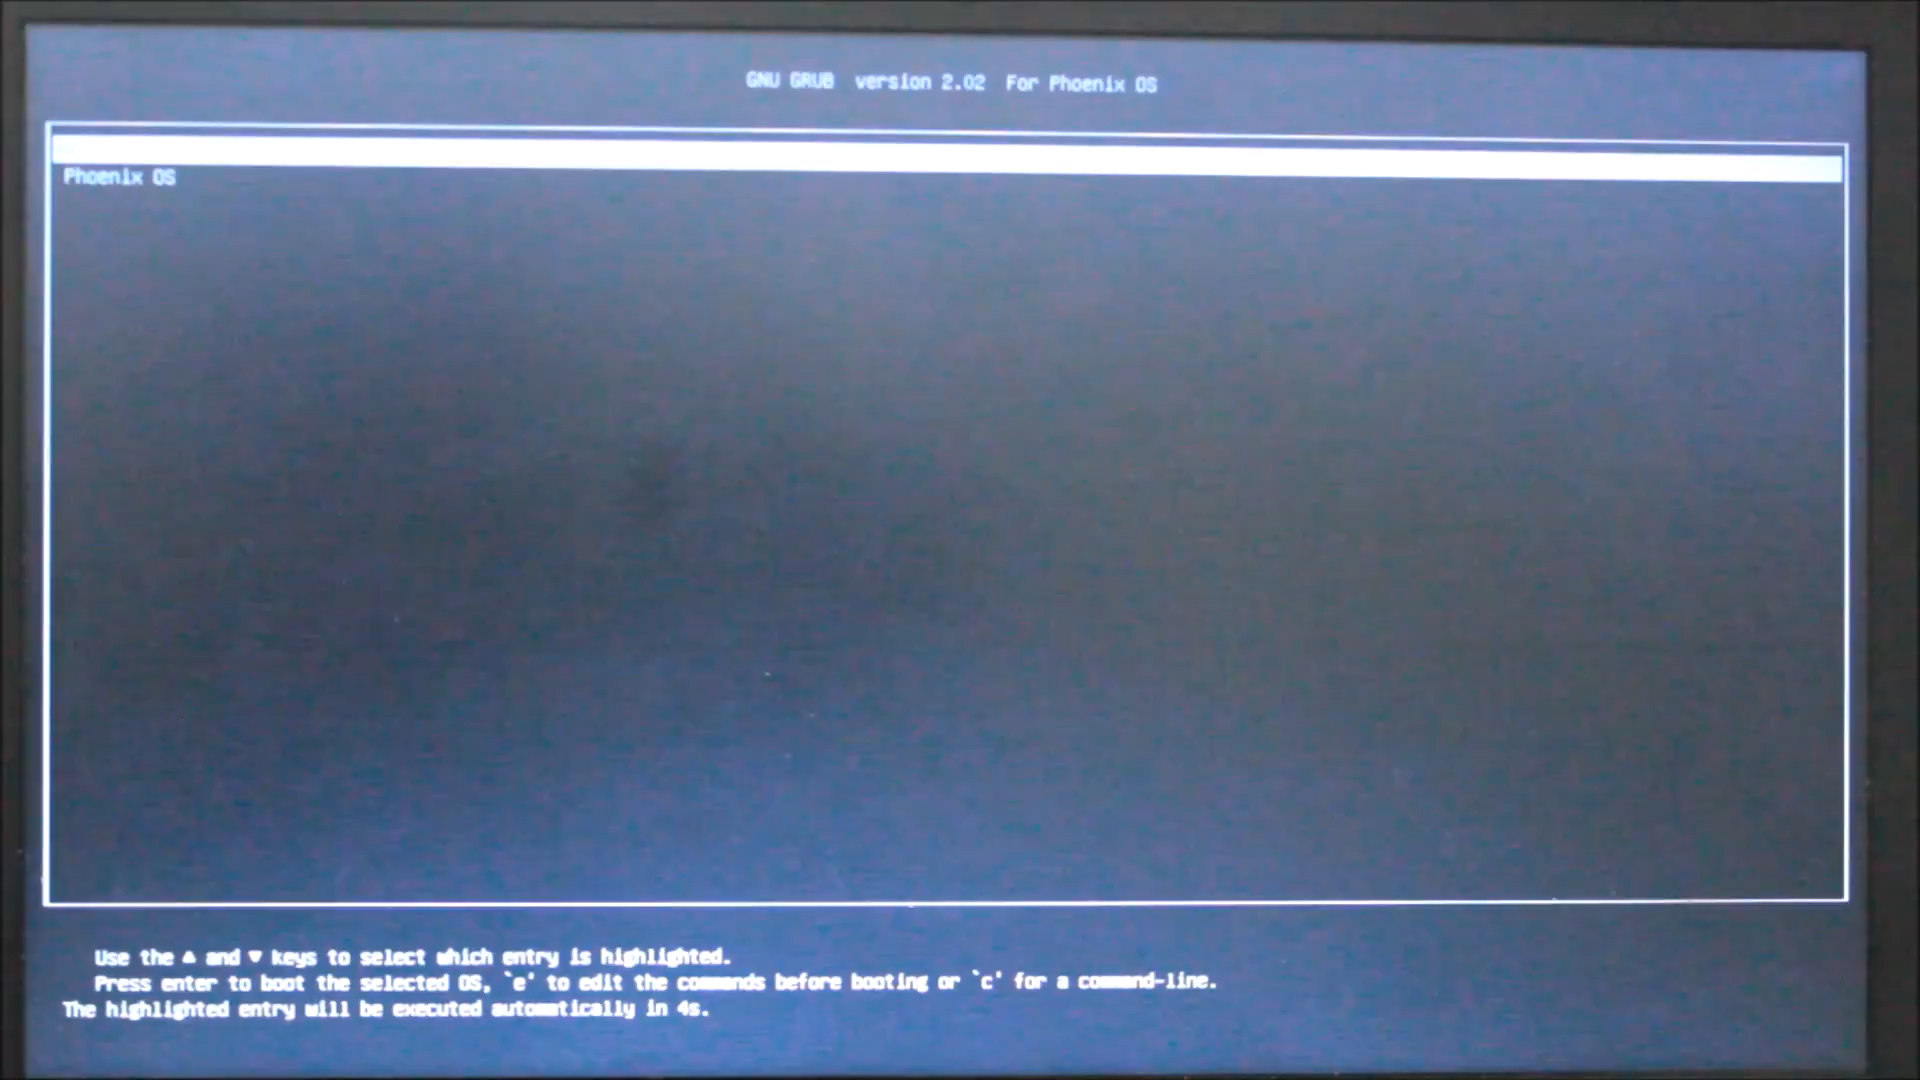 GNU GRUB version 2.02 For Phoenix OS
Phoenix OS
Use the ▲ and ▼ keys to select which entry is highlighted.
Press enter to boot the selected OS, `e' to edit the commands before booting or `c' for a command-line.
The highlighted entry will be executed automatically in 4s.